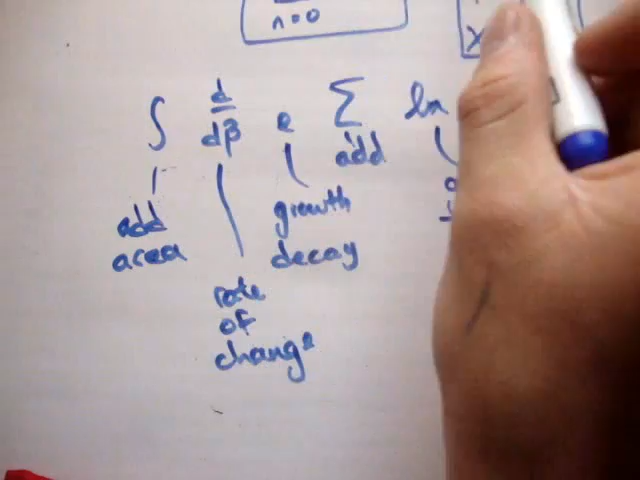 n=0
X
∫ d/dβ e Σ ln
add area
growth decay
add
rate
of
change